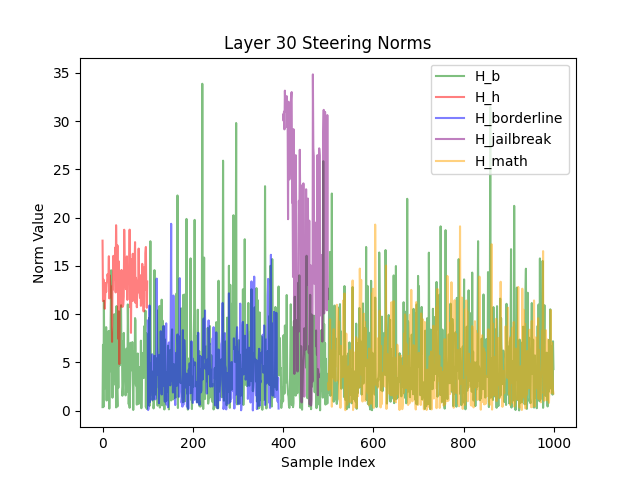 Layer 30 Steering Norms
Norm Value
35
30
25
20
15
10
5
0
H_b
H_h
H_borderline
H_jailbreak
H_math
0 200 400 600 800 1000
Sample Index